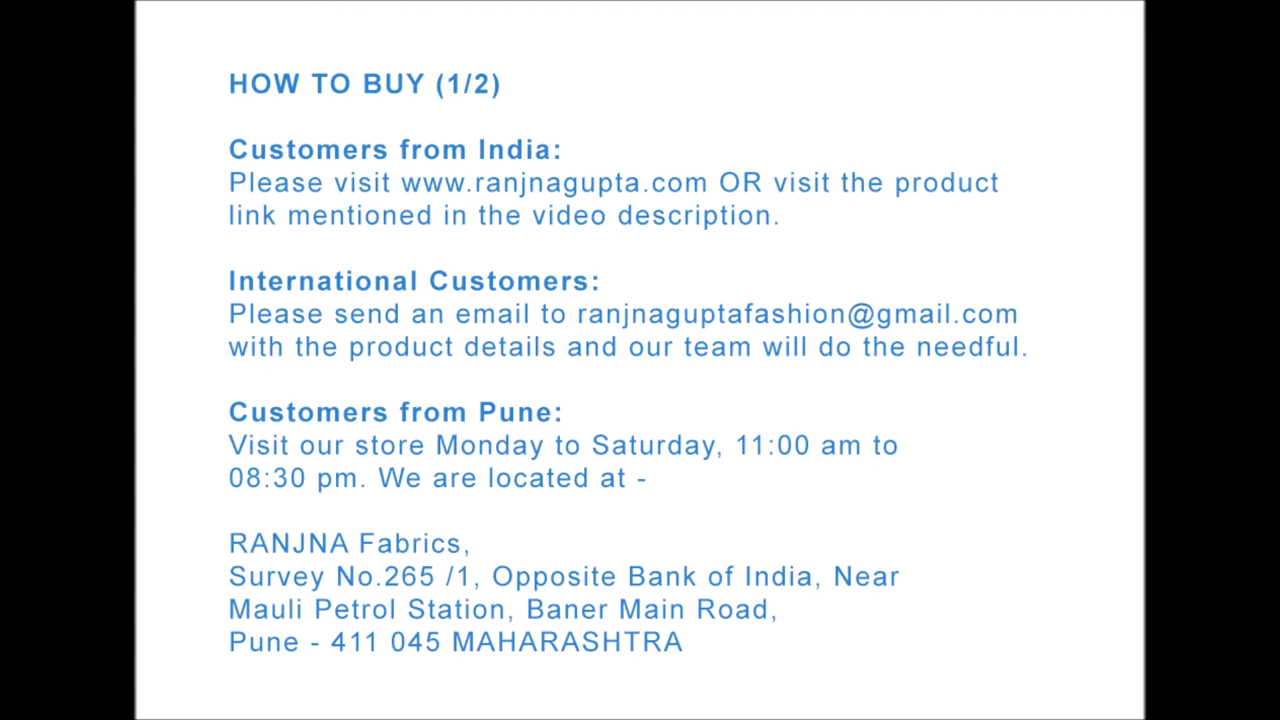 HOW TO BUY (1/2)
Customers from India:
Please visit www.ranjnagupta.com OR visit the product
link mentioned in the video description.
International Customers:
Please send an email to ranjnaguptafashion@gmail.com
with the product details and our team will do the needful.
Customers from Pune:
Visit our store Monday to Saturday, 11:00 am to
08:30 pm. We are located at -
RANJNA Fabrics,
Survey No.265 /1, Opposite Bank of India, Near
Mauli Petrol Station, Baner Main Road,
Pune - 411 045 MAHARASHTRA